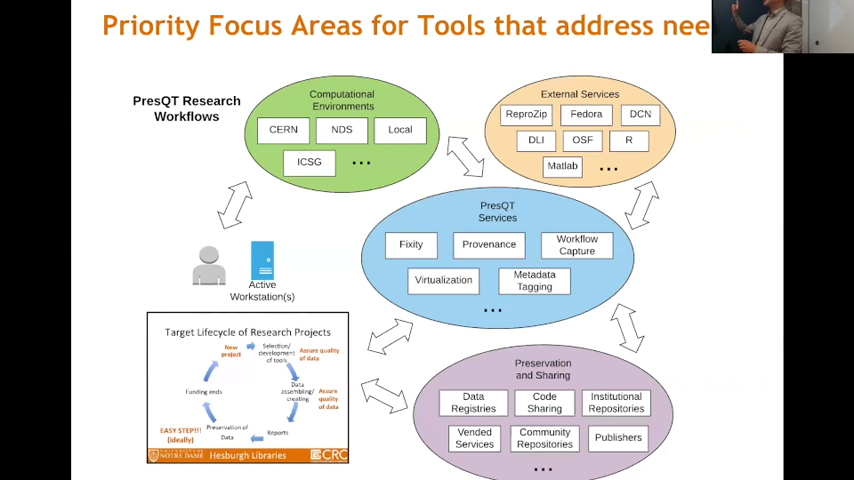 Priority Focus Areas for Tools that address nee
PresQT Research
Workflows
Computational
Environments
CERN
NDS
Local
ICSG
...
External Services
ReproZip
Fedora
DCN
DLI
OSF
R
Matlab
...
PresQT
Services
Fixity
Provenance
Workflow
Capture
Virtualization
Metadata
Tagging
...
Active
Workstation(s)
Target Lifecycle of Research Projects
New
project
Selection/
development
of tools
Assure quality
of data
Data
assembling/
creating
Assure
quality
of data
Reports
Preservation of
Data
EASY STEP!!!
(ideally)
Funding ends
UNIVERSITY OF
NOTRE DAME
Hesburgh Libraries
CRC
Preservation
and Sharing
Data
Registries
Code
Sharing
Institutional
Repositories
Vended
Services
Community
Repositories
Publishers
...